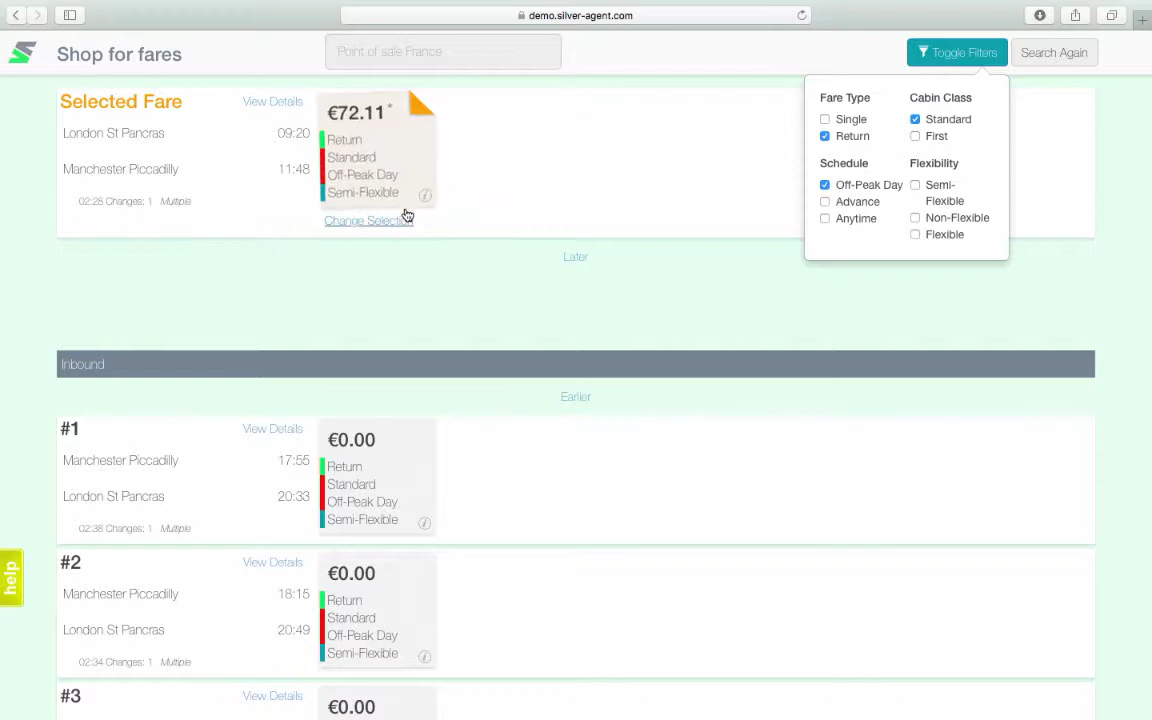 demo.silver-agent.com
Shop for fares
Point of sale France
Toggle Filters
Search Again
Fare Type
Single
Return
Cabin Class
Standard
First
Schedule
Off-Peak Day
Advance
Anytime
Flexibility
Semi-
Flexible
Non-Flexible
Flexible
Selected Fare
View Details
London St Pancras 09:20
Manchester Piccadilly 11:48
02:28 Changes: 1 Multiple
€72.11*
Return
Standard
Off-Peak Day
Semi-Flexible
i
Change Selection
Later
Inbound
Earlier
#1
View Details
Manchester Piccadilly 17:55
London St Pancras 20:33
02:38 Changes: 1 Multiple
€0.00
Return
Standard
Off-Peak Day
Semi-Flexible
i
#2
View Details
Manchester Piccadilly 18:15
London St Pancras 20:49
02:34 Changes: 1 Multiple
€0.00
Return
Standard
Off-Peak Day
Semi-Flexible
i
#3
View Details
€0.00
help